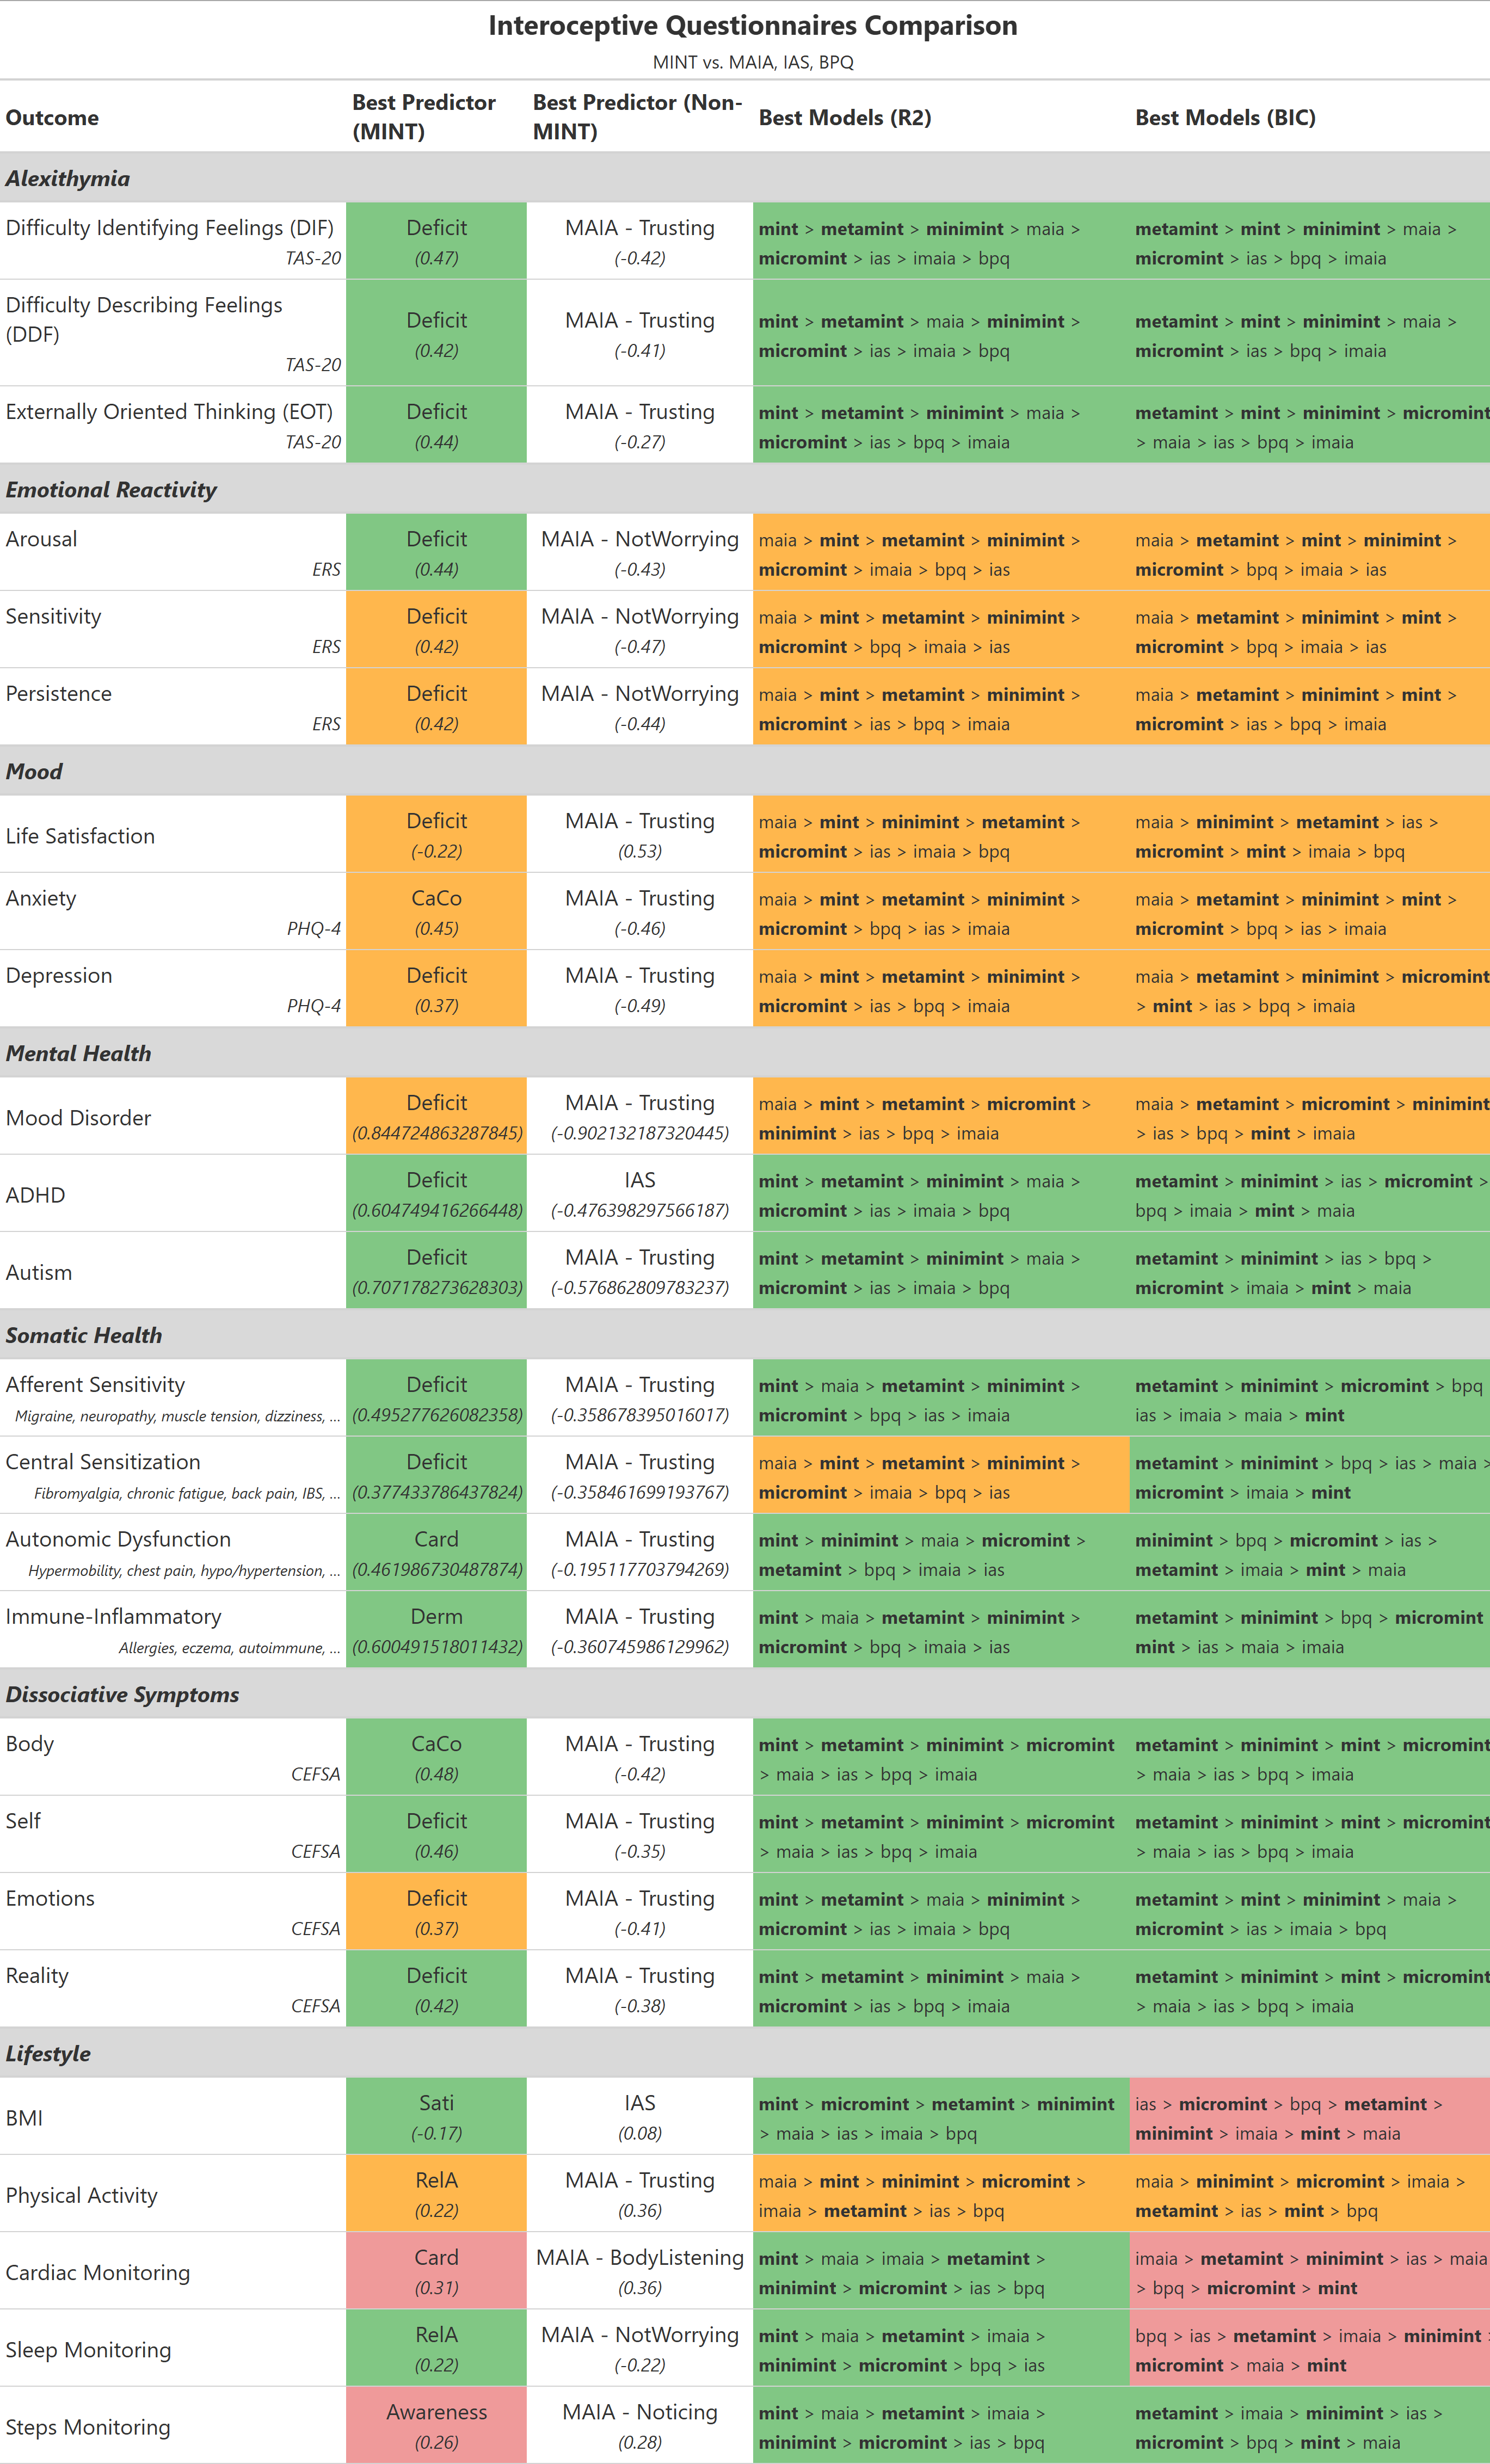 Interoceptive Questionnaires Comparison
MINT vs. MAIA, IAS, BPQ
Outcome
Best Predictor (MINT)
Best Predictor (Non-MINT)
Best Models (R2)
Best Models (BIC)
Alexithymia
Difficulty Identifying Feelings (DIF)
TAS-20
Deficit
(0.47)
MAIA - Trusting
(-0.42)
mint > metamint > minimint > maia >
micromint > ias > imaia > bpq
metamint > mint > minimint > maia >
micromint > ias > bpq > imaia
Difficulty Describing Feelings
(DDF)
TAS-20
Deficit
(0.42)
MAIA - Trusting
(-0.41)
mint > metamint > maia > minimint >
micromint > ias > imaia > bpq
metamint > mint > minimint > maia >
micromint > ias > bpq > imaia
Externally Oriented Thinking (EOT)
TAS-20
Deficit
(0.44)
MAIA - Trusting
(-0.27)
mint > metamint > minimint > maia >
micromint > ias > bpq > imaia
metamint > mint > minimint > micromint
> maia > ias > bpq > imaia
Emotional Reactivity
Arousal
ERS
Deficit
(0.44)
MAIA - NotWorrying
(-0.43)
maia > mint > metamint > minimint >
micromint > imaia > bpq > ias
maia > metamint > mint > minimint >
micromint > bpq > imaia > ias
Sensitivity
ERS
Deficit
(0.42)
MAIA - NotWorrying
(-0.47)
maia > mint > metamint > minimint >
micromint > bpq > imaia > ias
maia > metamint > minimint > mint >
micromint > bpq > imaia > ias
Persistence
ERS
Deficit
(0.42)
MAIA - NotWorrying
(-0.44)
maia > mint > metamint > minimint >
micromint > ias > bpq > imaia
maia > metamint > minimint > mint >
micromint > ias > bpq > imaia
Mood
Life Satisfaction
Deficit
(-0.22)
MAIA - Trusting
(0.53)
maia > mint > minimint > metamint >
micromint > ias > imaia > bpq
maia > minimint > metamint > ias >
micromint > mint > imaia > bpq
Anxiety
PHQ-4
CaCo
(0.45)
MAIA - Trusting
(-0.46)
maia > mint > metamint > minimint >
micromint > bpq > ias > imaia
maia > metamint > minimint > mint >
micromint > bpq > ias > imaia
Depression
PHQ-4
Deficit
(0.37)
MAIA - Trusting
(-0.49)
maia > mint > metamint > minimint >
micromint > ias > bpq > imaia
maia > metamint > minimint > micromint
> mint > ias > bpq > imaia
Mental Health
Mood Disorder
Deficit
(0.844724863287845)
MAIA - Trusting
(-0.902132187320445)
maia > mint > metamint > micromint >
minimint > ias > bpq > imaia
maia > metamint > micromint > minimint
> ias > bpq > mint > imaia
ADHD
Deficit
(0.604749416266448)
IAS
(-0.476398297566187)
mint > metamint > minimint > maia >
micromint > ias > imaia > bpq
metamint > minimint > ias > micromint >
bpq > imaia > mint > maia
Autism
Deficit
(0.707178273628303)
MAIA - Trusting
(-0.576862809783237)
mint > metamint > minimint > maia >
micromint > ias > imaia > bpq
metamint > minimint > ias > bpq >
micromint > imaia > mint > maia
Somatic Health
Afferent Sensitivity
Migraine, neuropathy, muscle tension, dizziness, ...
Deficit
(0.495277626082358)
MAIA - Trusting
(-0.358678395016017)
mint > maia > metamint > minimint >
micromint > bpq > ias > imaia
metamint > minimint > micromint > bpq
ias > imaia > maia > mint
Central Sensitization
Fibromyalgia, chronic fatigue, back pain, IBS, ...
Deficit
(0.377433786437824)
MAIA - Trusting
(-0.358461699193767)
maia > mint > metamint > minimint >
micromint > imaia > bpq > ias
metamint > minimint > bpq > ias > maia >
micromint > imaia > mint
Autonomic Dysfunction
Hypermobility, chest pain, hypo/hypertension, ...
Card
(0.461986730487874)
MAIA - Trusting
(-0.195117703794269)
mint > minimint > maia > micromint >
metamint > bpq > imaia > ias
minimint > bpq > micromint > ias >
metamint > imaia > mint > maia
Immune-Inflammatory
Allergies, eczema, autoimmune, ...
Derm
(0.600491518011432)
MAIA - Trusting
(-0.360745986129962)
mint > maia > metamint > minimint >
micromint > bpq > imaia > ias
metamint > minimint > bpq > micromint
mint > ias > maia > imaia
Dissociative Symptoms
Body
CEFSA
CaCo
(0.48)
MAIA - Trusting
(-0.42)
mint > metamint > minimint > micromint
> maia > ias > bpq > imaia
metamint > minimint > mint > micromint
> maia > ias > bpq > imaia
Self
CEFSA
Deficit
(0.46)
MAIA - Trusting
(-0.35)
mint > metamint > minimint > micromint
> maia > ias > bpq > imaia
metamint > minimint > mint > micromint
> maia > ias > bpq > imaia
Emotions
CEFSA
Deficit
(0.37)
MAIA - Trusting
(-0.41)
mint > metamint > maia > minimint >
micromint > ias > imaia > bpq
metamint > mint > minimint > maia >
micromint > ias > imaia > bpq
Reality
CEFSA
Deficit
(0.42)
MAIA - Trusting
(-0.38)
mint > metamint > minimint > maia >
micromint > ias > bpq > imaia
metamint > minimint > mint > micromint
> maia > ias > bpq > imaia
Lifestyle
BMI
Sati
(-0.17)
IAS
(0.08)
mint > micromint > metamint > minimint
> maia > ias > imaia > bpq
ias > micromint > bpq > metamint >
minimint > imaia > mint > maia
Physical Activity
RelA
(0.22)
MAIA - Trusting
(0.36)
maia > mint > minimint > micromint >
imaia > metamint > ias > bpq
maia > minimint > micromint > imaia >
metamint > ias > mint > bpq
Cardiac Monitoring
Card
(0.31)
MAIA - BodyListening
(0.36)
mint > maia > imaia > metamint >
minimint > micromint > ias > bpq
imaia > metamint > minimint > ias > maia
> bpq > micromint > mint
Sleep Monitoring
RelA
(0.22)
MAIA - NotWorrying
(-0.22)
mint > maia > metamint > imaia >
minimint > micromint > bpq > ias
bpq > ias > metamint > imaia > minimint >
micromint > maia > mint
Steps Monitoring
Awareness
(0.26)
MAIA - Noticing
(0.28)
mint > maia > metamint > imaia >
minimint > micromint > ias > bpq
metamint > imaia > minimint > ias >
micromint > bpq > mint > maia